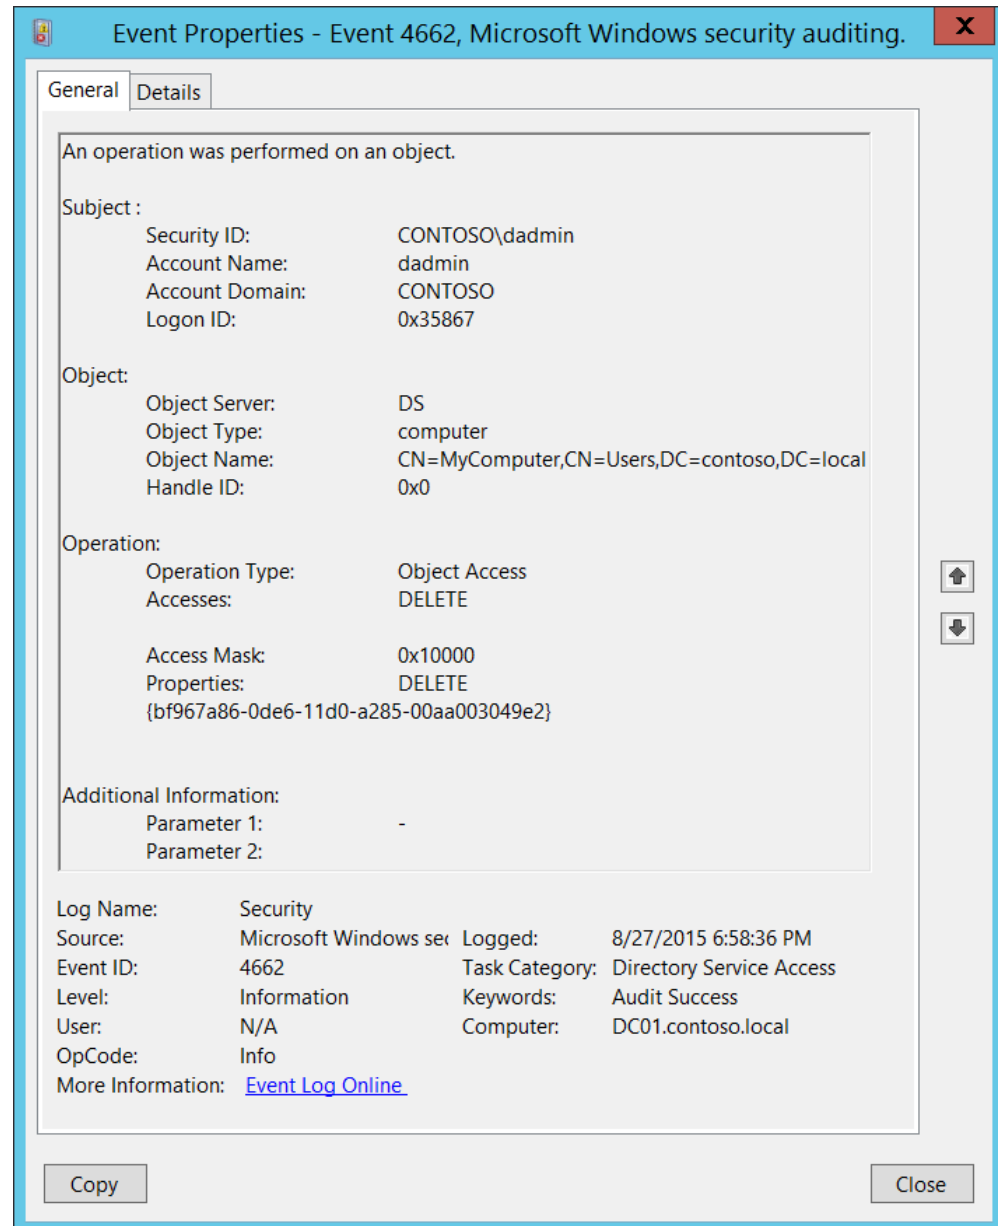 Event Properties - Event 4662, Microsoft Windows security auditing.
X
General Details
An operation was performed on an object.
Subject :
Security ID: CONTOSO\dadmin
Account Name: dadmin
Account Domain: CONTOSO
Logon ID: 0x35867
Object:
Object Server: DS
Object Type: computer
Object Name: CN=MyComputer,CN=Users,DC=contoso,DC=local
Handle ID: 0x0
Operation:
Operation Type: Object Access
Accesses: DELETE
Access Mask: 0x10000
Properties: DELETE
{bf967a86-0de6-11d0-a285-00aa003049e2}
Additional Information:
Parameter 1: -
Parameter 2:
Log Name: Security
Source: Microsoft Windows sec Logged: 8/27/2015 6:58:36 PM
Event ID: 4662 Task Category: Directory Service Access
Level: Information Keywords: Audit Success
User: N/A Computer: DC01.contoso.local
OpCode: Info
More Information: Event Log Online
Copy Close